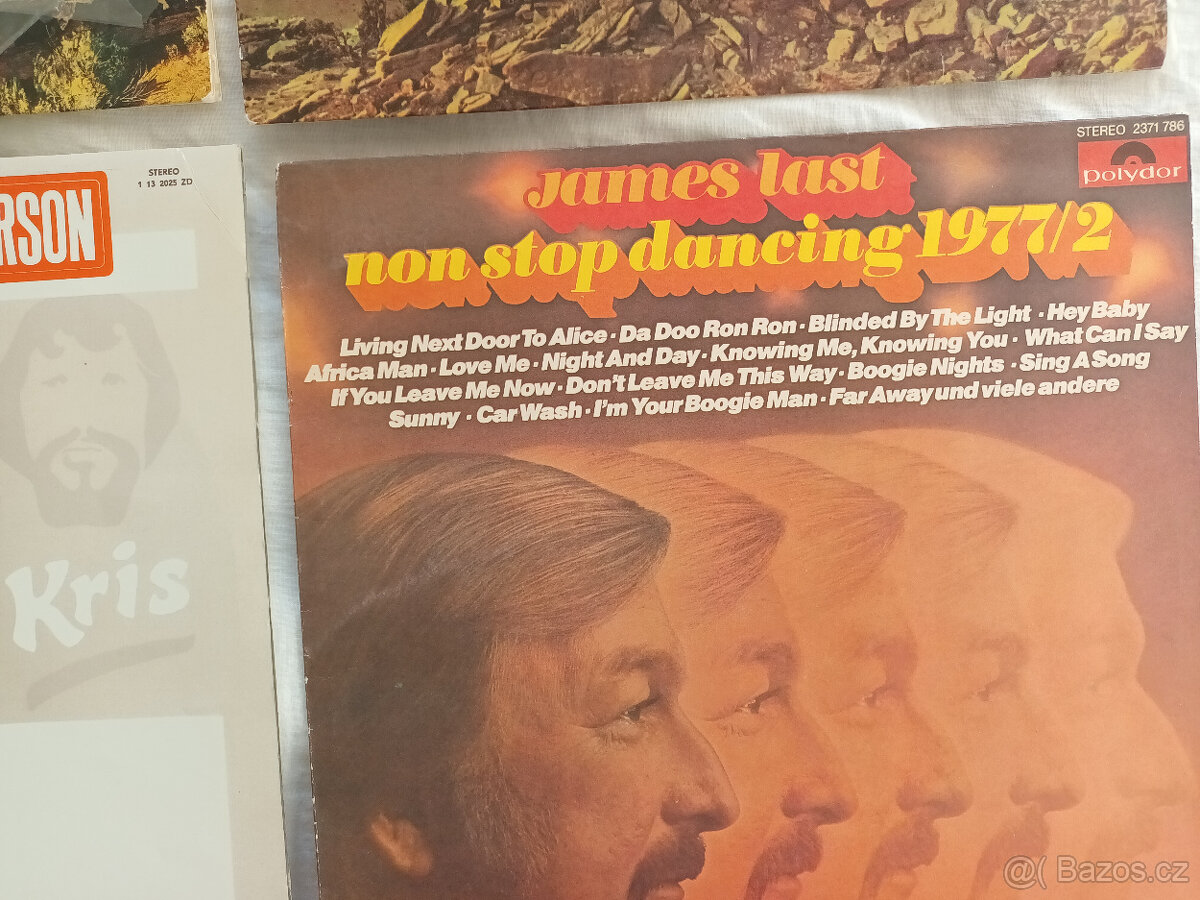 STEREO
1 13 2025 ZD
RSON
Kris
STEREO 2371 786
polydor
James last
non stop dancing 1977/2
Living Next Door To Alice · Da Doo Ron Ron · Blinded By The Light · Hey Baby
Africa Man · Love Me · Night And Day · Knowing Me, Knowing You · What Can I Say
If You Leave Me Now · Don't Leave Me This Way · Boogie Nights · Sing A Song
Sunny · Car Wash · I'm Your Boogie Man · Far Away und viele andere
@( Bazos.cz